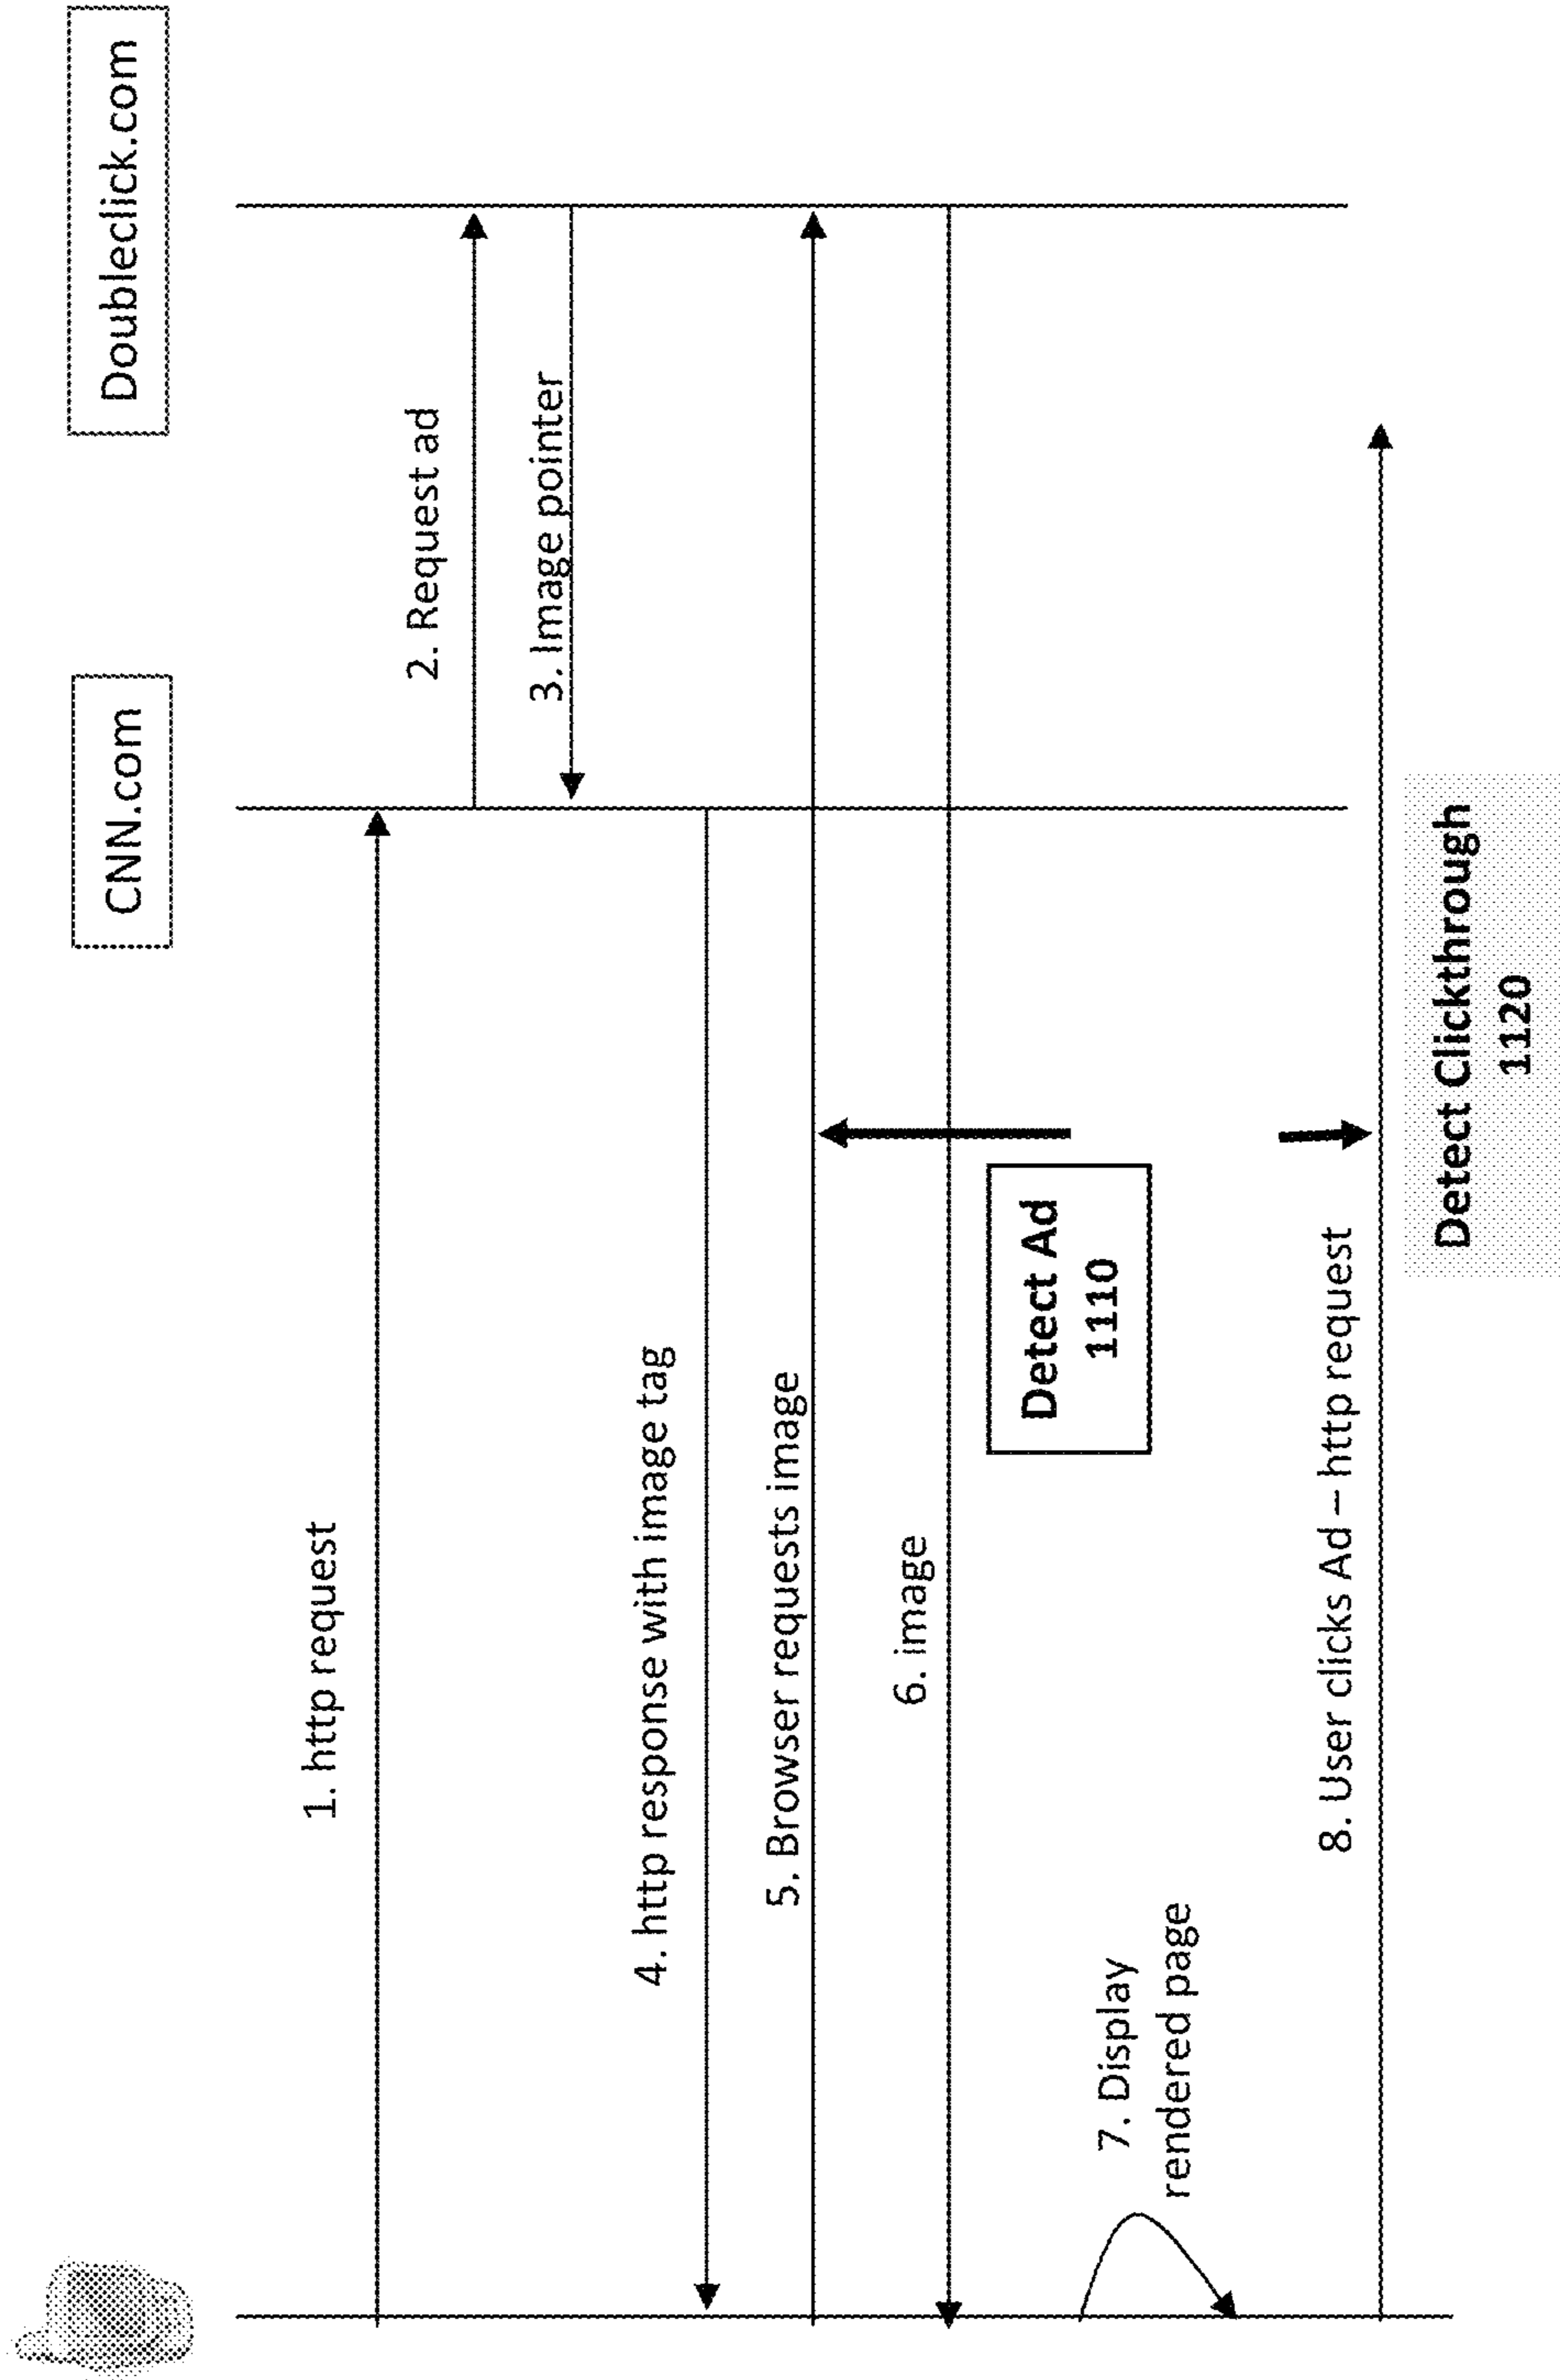 CNN.com
Doubleclick.com
1. http request
2. Request ad
3. Image pointer
4. http response with image tag
5. Browser requests image
6. image
Detect Ad
1110
7. Display
rendered page
8. User clicks Ad – http request
Detect Clickthrough
1120